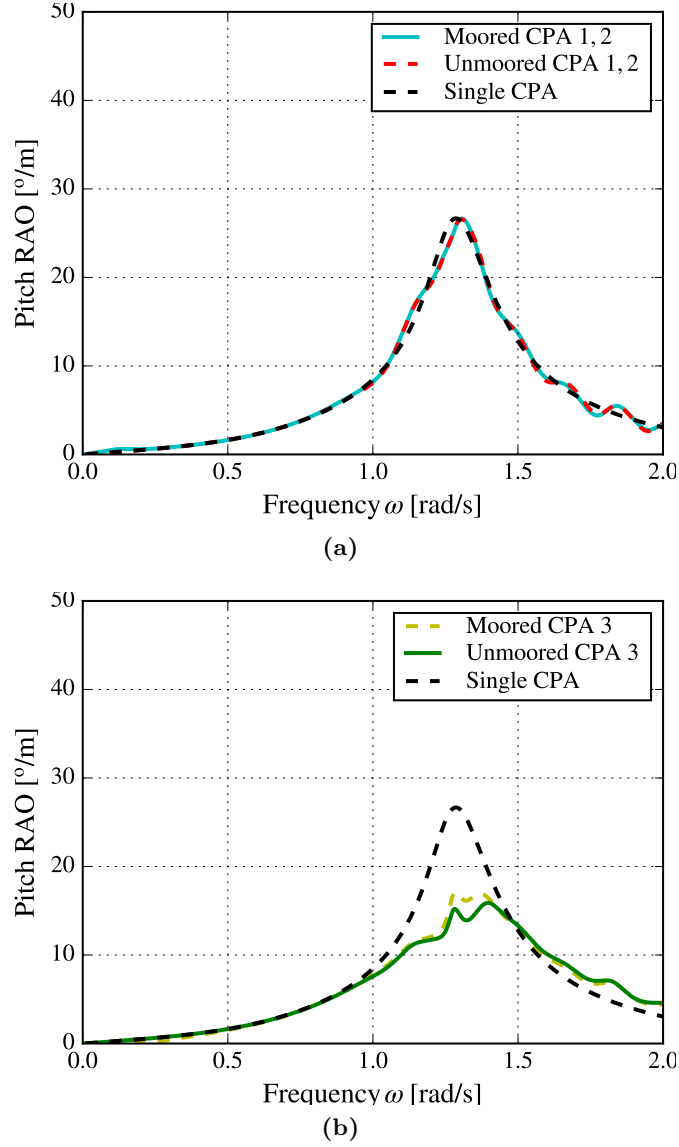 50
40
30
20
10
0
Pitch RAO [°/m]
Moored CPA 1, 2
Unmoored CPA 1, 2
Single CPA
0.0 0.5 1.0 1.5 2.0
Frequency ω [rad/s]
(a)
50
40
30
20
10
0
Pitch RAO [°/m]
Moored CPA 3
Unmoored CPA 3
Single CPA
0.0 0.5 1.0 1.5 2.0
Frequency ω [rad/s]
(b)